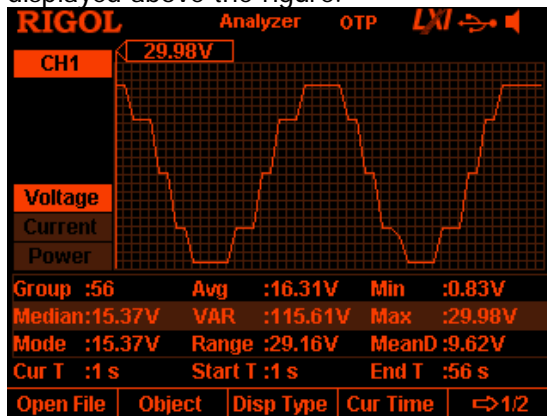 displayed above the figure.
RIGOL Analyzer OTP LXI
CH1 29.98V
Voltage
Current
Power
Group :56 Avg :16.31V Min :0.83V
Median:15.37V VAR :115.61V Max :29.98V
Mode :15.37V Range :29.16V MeanD :9.62V
Cur T :1 s Start T :1 s End T :56 s
Open File Object Disp Type Cur Time ⇨1/2